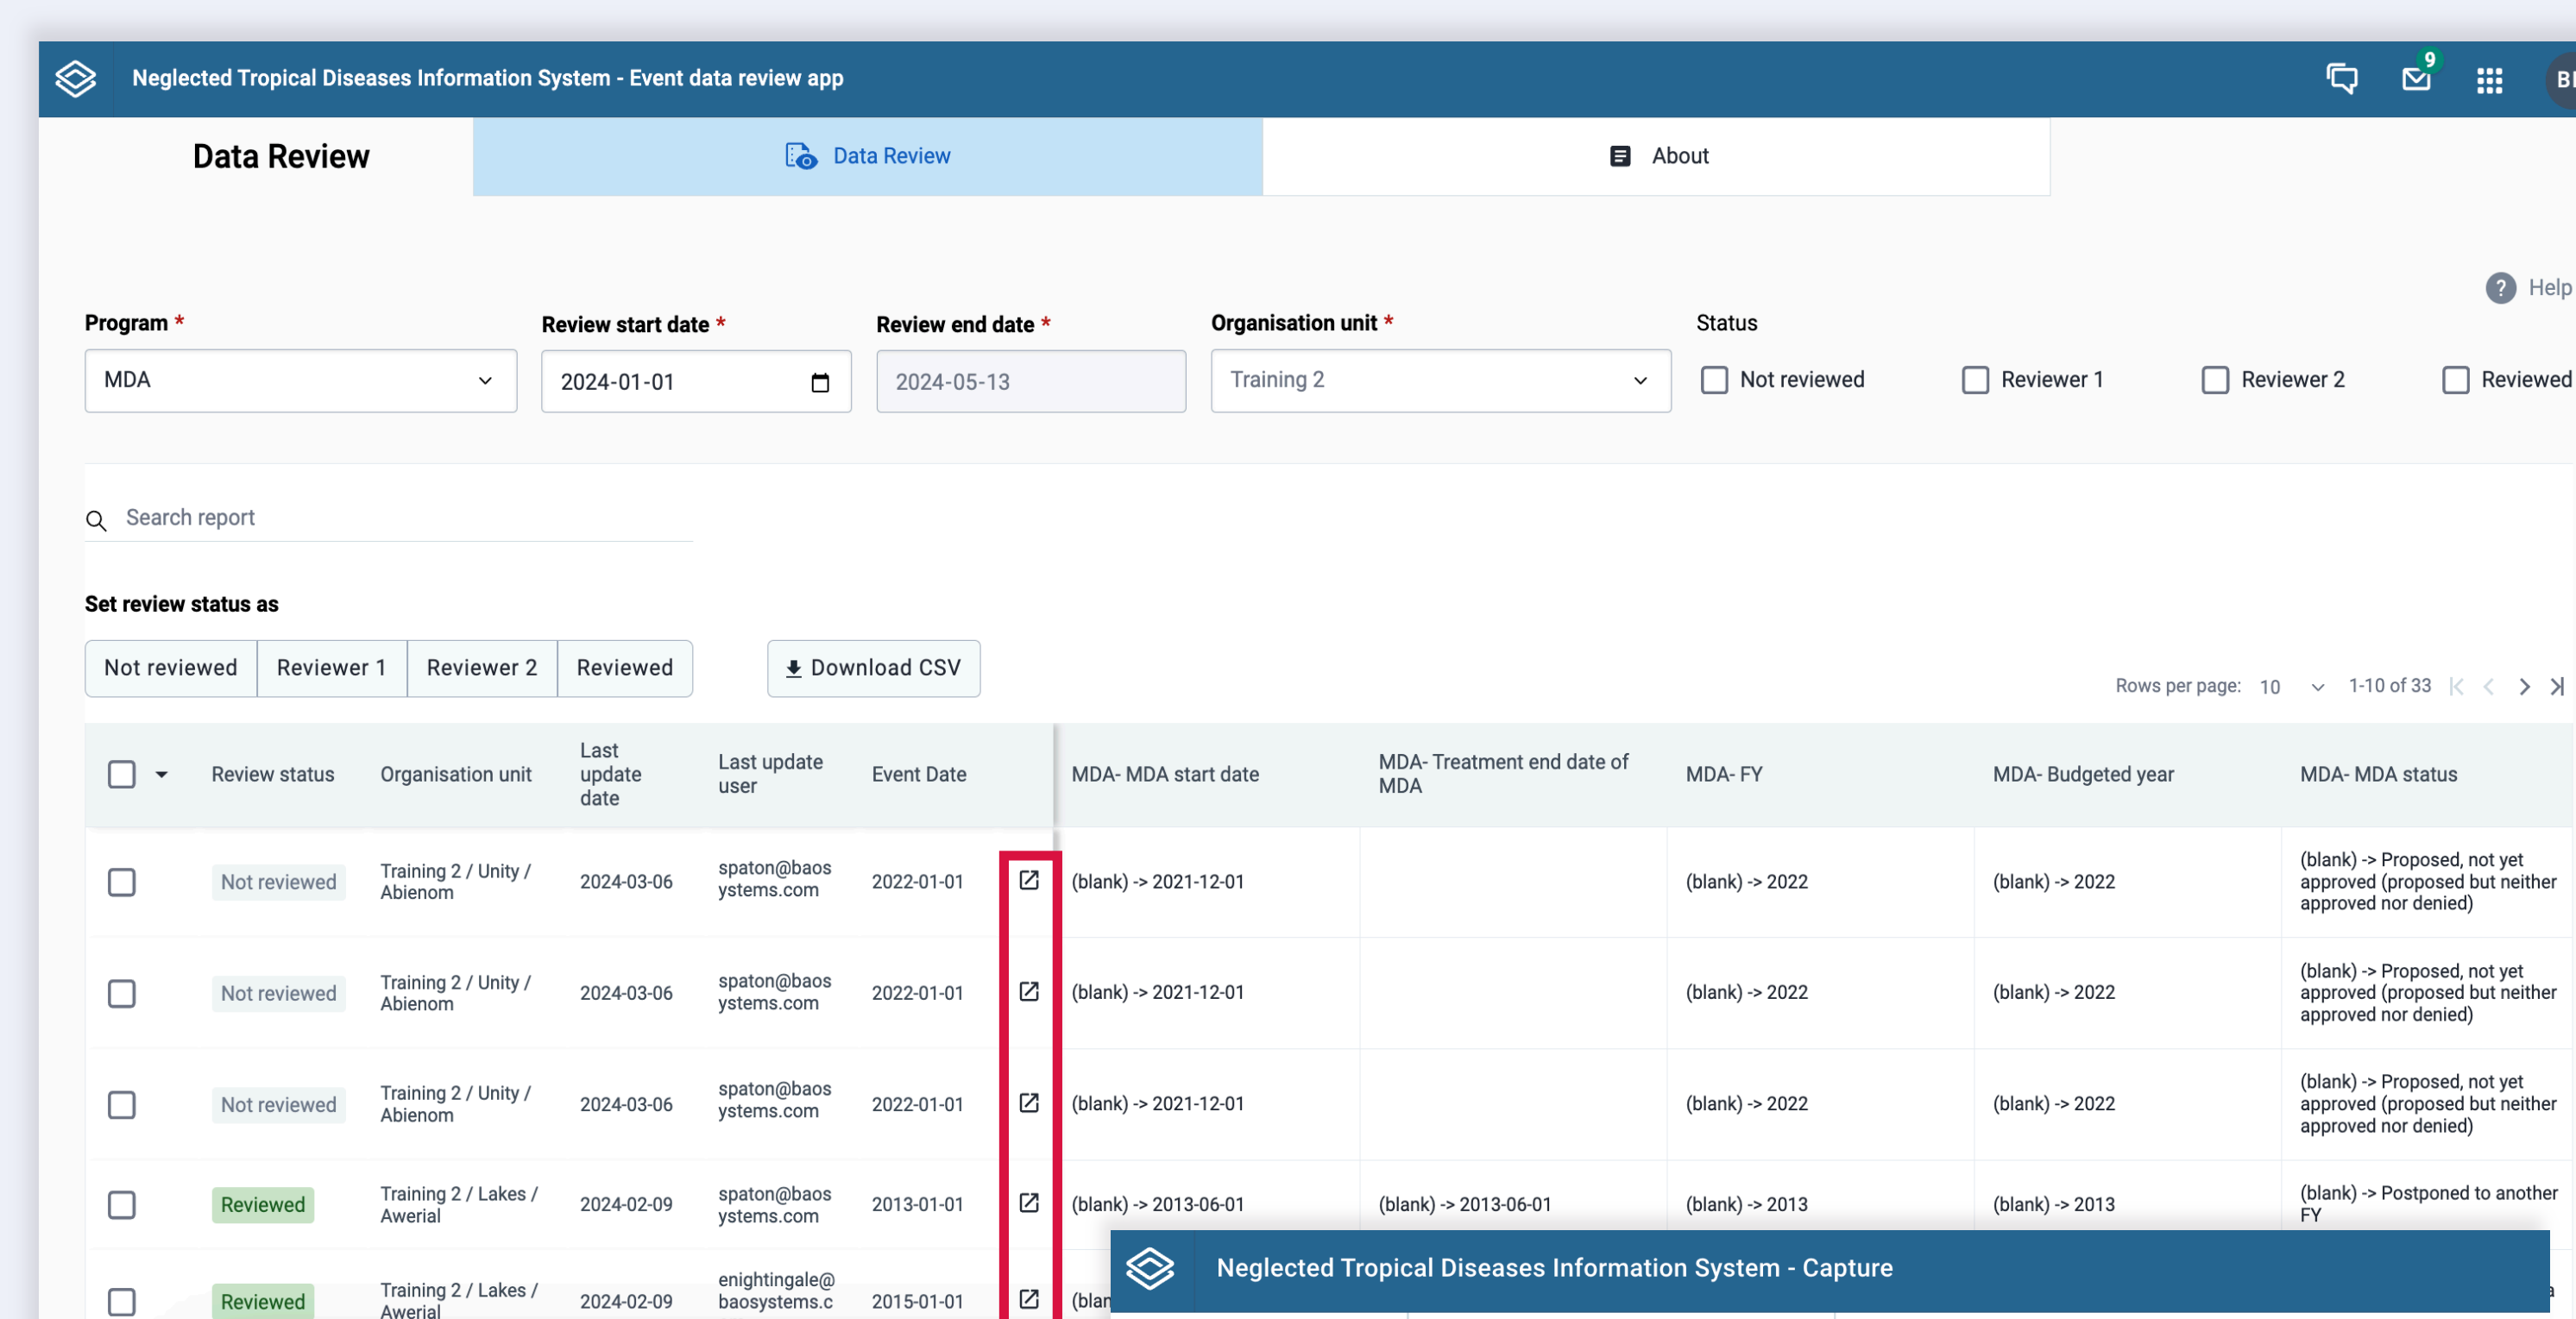 Neglected Tropical Diseases Information System - Event data review app
9
Data Review
Data Review
About
? Help
Program *
Review start date *
Review end date *
Organisation unit *
Status
MDA
2024-01-01
2024-05-13
Training 2
Not reviewed
Reviewer 1
Reviewer 2
Reviewed
Search report
Set review status as
Not reviewed
Reviewer 1
Reviewer 2
Reviewed
Download CSV
Rows per page: 10
1-10 of 33
Review status
Organisation unit
Last
update
date
Last update
user
Event Date
MDA- MDA start date
MDA- Treatment end date of
MDA
MDA- FY
MDA- Budgeted year
MDA- MDA status
Not reviewed
Training 2 / Unity /
Abienom
2024-03-06
spaton@baos
ystems.com
2022-01-01
(blank) -> 2021-12-01
(blank) -> 2022
(blank) -> 2022
(blank) -> Proposed, not yet
approved (proposed but neither
approved nor denied)
Not reviewed
Training 2 / Unity /
Abienom
2024-03-06
spaton@baos
ystems.com
2022-01-01
(blank) -> 2021-12-01
(blank) -> 2022
(blank) -> 2022
(blank) -> Proposed, not yet
approved (proposed but neither
approved nor denied)
Not reviewed
Training 2 / Unity /
Abienom
2024-03-06
spaton@baos
ystems.com
2022-01-01
(blank) -> 2021-12-01
(blank) -> 2022
(blank) -> 2022
(blank) -> Proposed, not yet
approved (proposed but neither
approved nor denied)
Reviewed
Training 2 / Lakes /
Awerial
2024-02-09
spaton@baos
ystems.com
2013-01-01
(blank) -> 2013-06-01
(blank) -> 2013-06-01
(blank) -> 2013
(blank) -> 2013
(blank) -> Postponed to another
FY
Reviewed
Training 2 / Lakes /
Awerial
2024-02-09
enightingale@
baosystems.c
2015-01-01
Neglected Tropical Diseases Information System - Capture